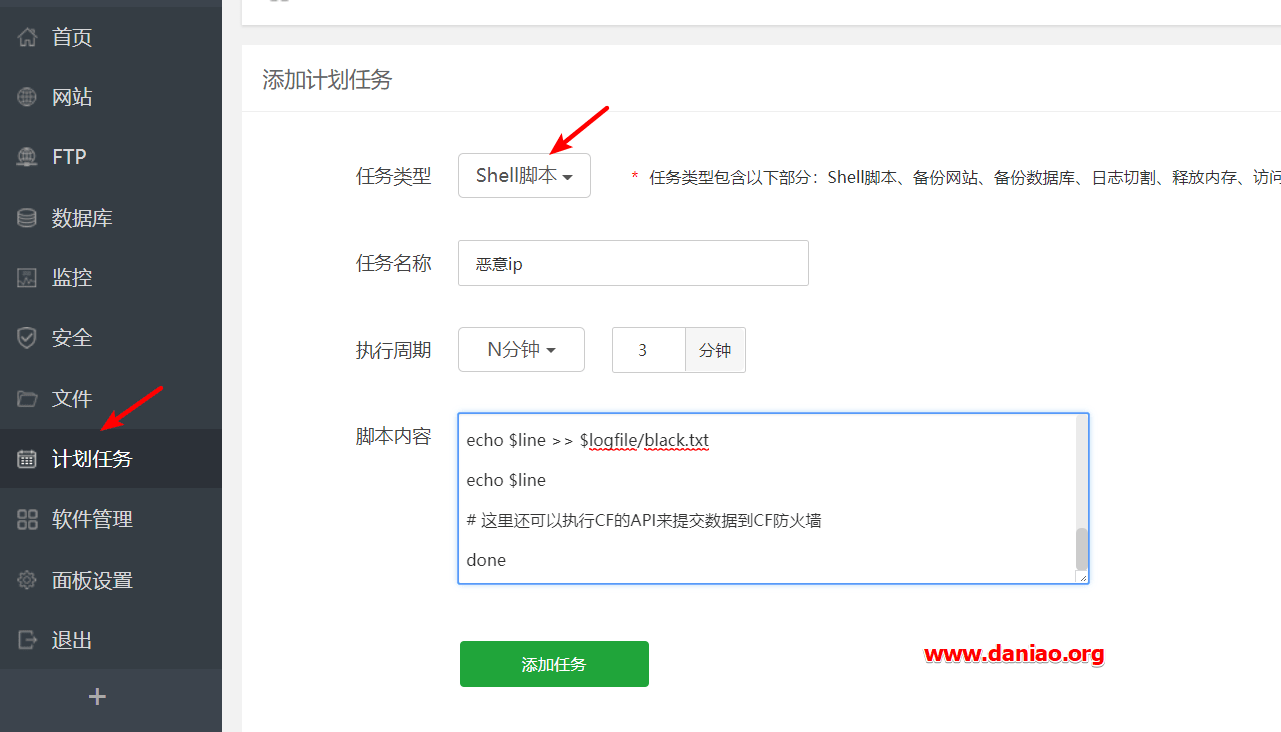 首页
网站
FTP
数据库
监控
安全
文件
计划任务
软件管理
面板设置
退出
+
添加计划任务
任务类型 Shell脚本 * 任务类型包含以下部分：Shell脚本、备份网站、备份数据库、日志切割、释放内存、访问
任务名称 恶意ip
执行周期 N分钟 3 分钟
脚本内容
echo $line >> $logfile/black.txt
echo $line
# 这里还可以执行CF的API来提交数据到CF防火墙
done
添加任务
www.daniao.org